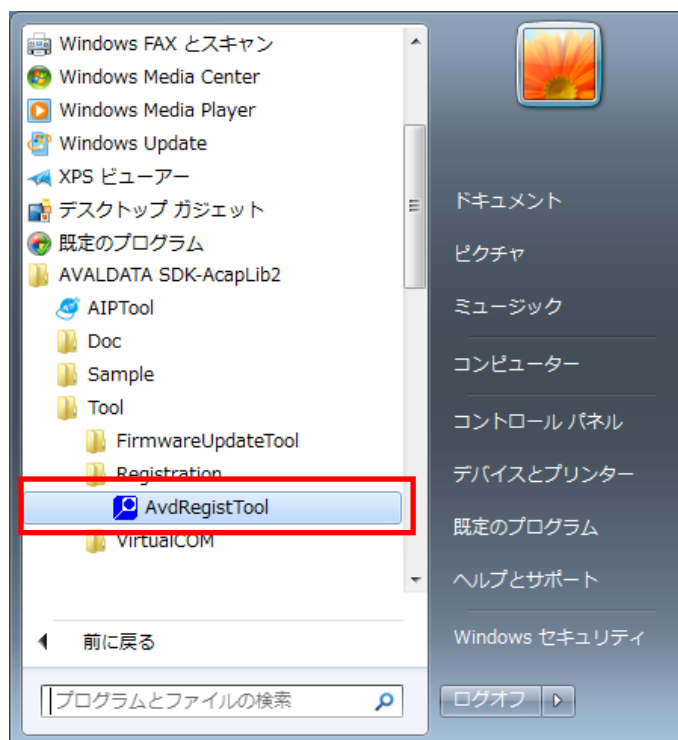 Windows FAX とスキャン
Windows Media Center
Windows Media Player
Windows Update
XPS ビューアー
デスクトップ ガジェット
既定のプログラム
AVALDATA SDK-AcapLib2
AIPTool
Doc
Sample
Tool
FirmwareUpdateTool
Registration
AvdRegistTool
VirtualCOM
前に戻る
プログラムとファイルの検索
ドキュメント
ピクチャ
ミュージック
コンピューター
コントロール パネル
デバイスとプリンター
既定のプログラム
ヘルプとサポート
Windows セキュリティ
ログオフ